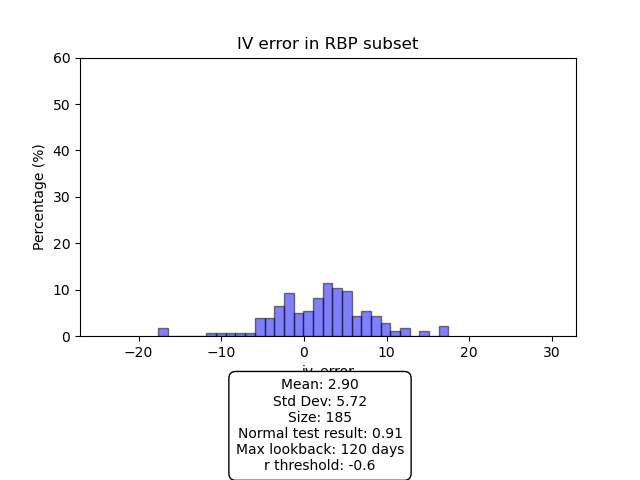 IV error in RBP subset
60
50
40
30
20
10
0
Percentage (%)
−20
−10
0
10
20
30
iv_error
Mean: 2.90
Std Dev: 5.72
Size: 185
Normal test result: 0.91
Max lookback: 120 days
r threshold: -0.6